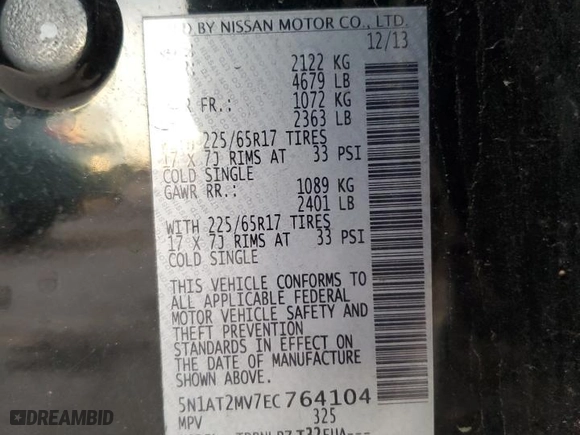 D BY NISSAN MOTOR CO., LTD.
12/13
2122 KG
4679 LB
FR.: 1072 KG
2363 LB
225/65R17 TIRES
17 X 7J RIMS AT 33 PSI
COLD SINGLE
GAWR RR.: 1089 KG
2401 LB
WITH 225/65R17 TIRES
17 X 7J RIMS AT 33 PSI
COLD SINGLE
THIS VEHICLE CONFORMS TO
ALL APPLICABLE FEDERAL
MOTOR VEHICLE SAFETY AND
THEFT PREVENTION
STANDARDS IN EFFECT ON
THE DATE OF MANUFACTURE
SHOWN ABOVE.
5N1AT2MV7EC764104
MPV 325
AutoBidCar